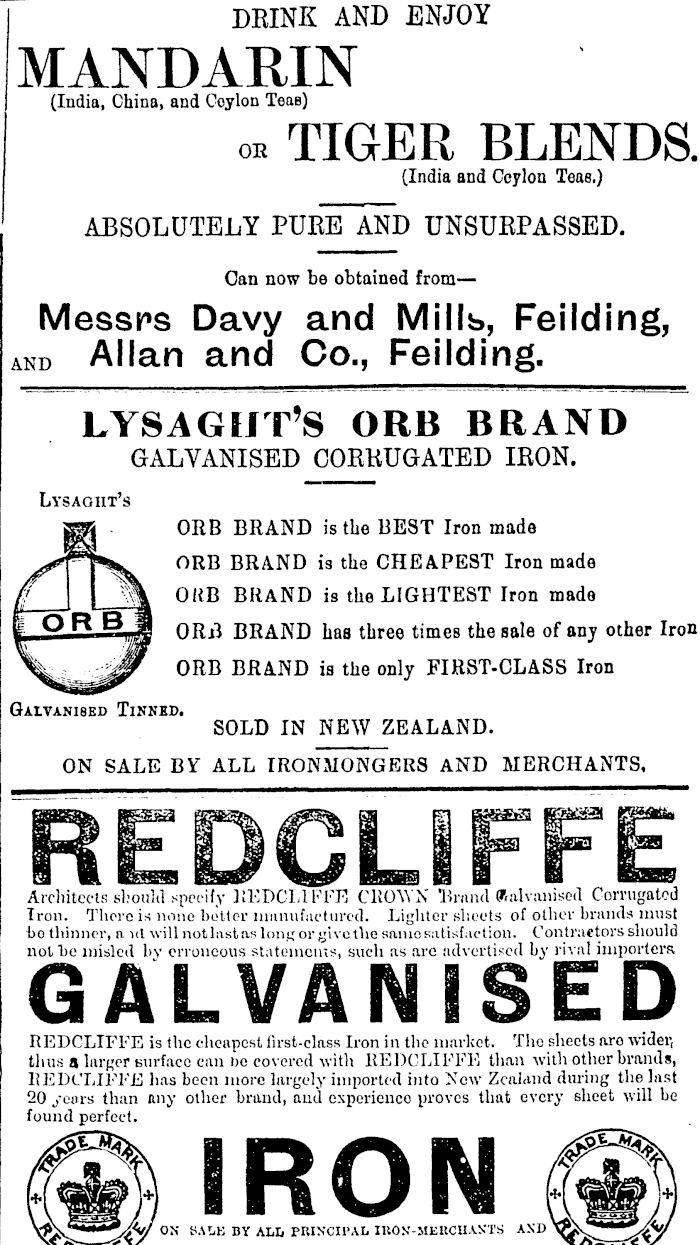 DRINK AND ENJOY
MANDARIN
(India, China, and Ceylon Teas)
OR TIGER BLENDS.
(India and Ceylon Teas.)
ABSOLUTELY PURE AND UNSURPASSED.
Can now be obtained from—
Messrs Davy and Mills, Feilding,
AND Allan and Co., Feilding.
LYSAGHT'S ORB BRAND
GALVANISED CORRUGATED IRON.
LYSAGHT'S
ORB
GALVANISED TINNED.
ORB BRAND is the BEST Iron made
ORB BRAND is the CHEAPEST Iron made
ORB BRAND is the LIGHTEST Iron made
ORB BRAND has three times the sale of any other Iron
ORB BRAND is the only FIRST-CLASS Iron
SOLD IN NEW ZEALAND.
ON SALE BY ALL IRONMONGERS AND MERCHANTS,
REDCLIFFE
Architects should specify REDCLIFFE CROWN Brand Galvanised Corrugated
Iron. There is none better manufactured. Lighter sheets of other brands must
be thinner, and will not last as long or give the same satisfaction. Contractors should
not be misled by erroneous statements, such as are advertised by rival importers
GALVANISED
REDCLIFFE is the cheapest first-class Iron in the market. The sheets are wider,
thus a larger surface can be covered with REDCLIFFE than with other brands,
REDCLIFFE has been more largely imported into New Zealand during the last
20 years than any other brand, and experience proves that every sheet will be
found perfect.
TRADE MARK
REDCLIFFE
IRON
TRADE MARK
REDCLIFFE
ON SALE BY ALL PRINCIPAL IRON-MERCHANTS AND